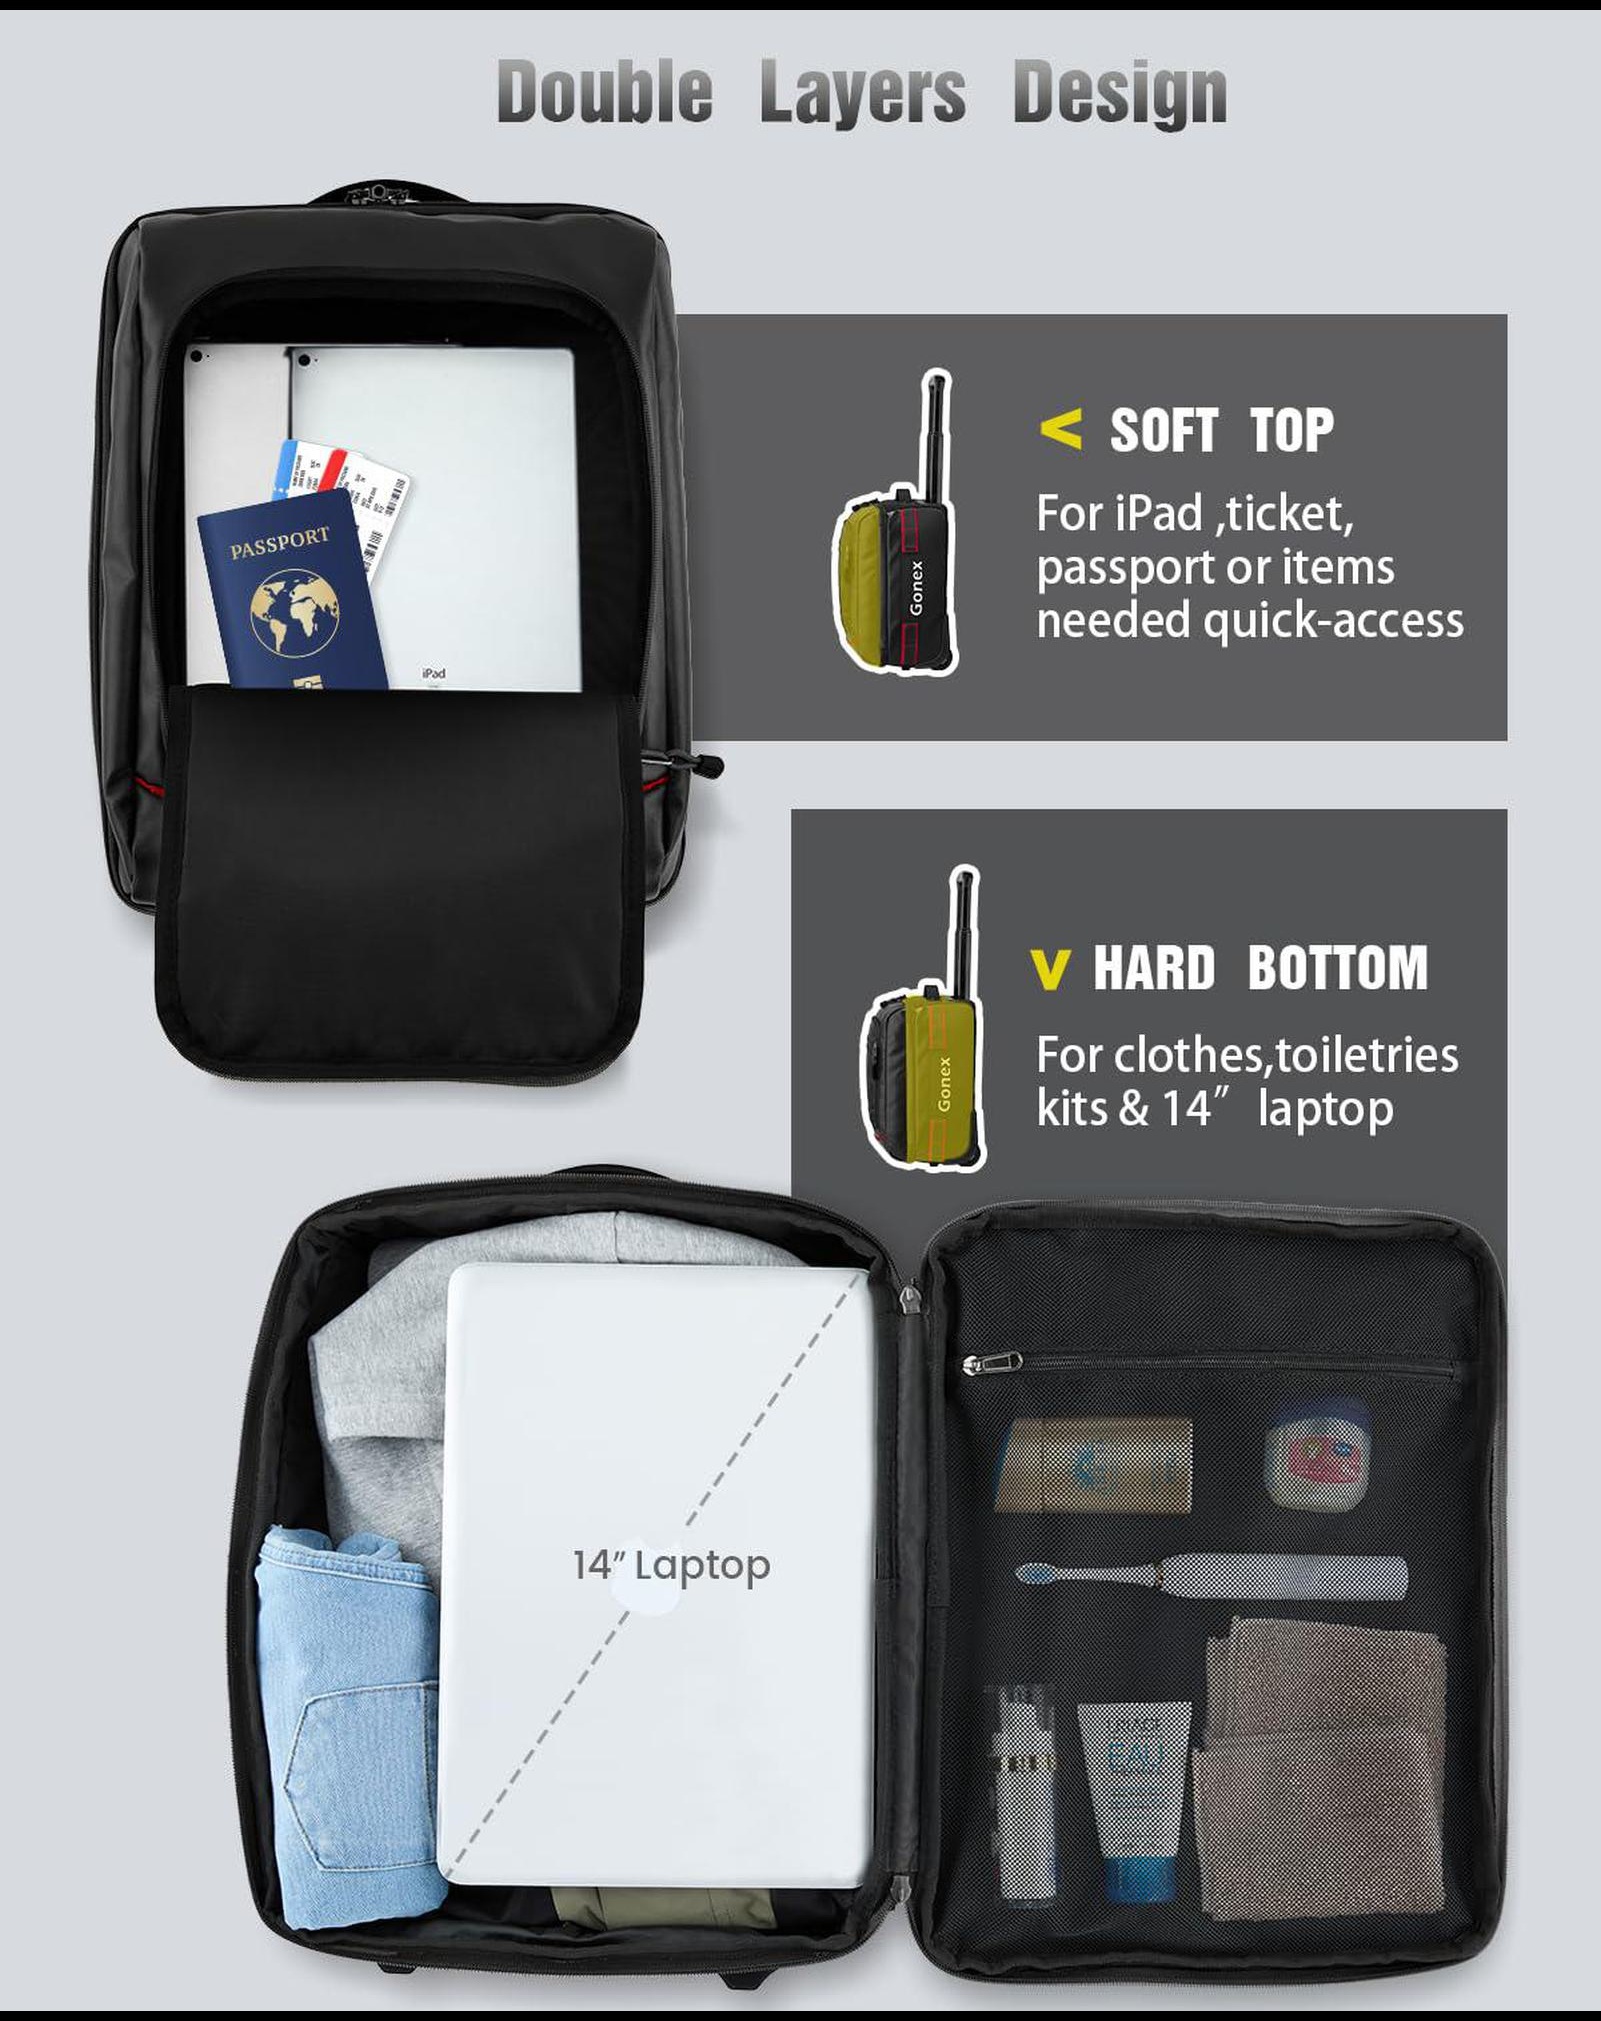 Double Layers Design
< SOFT TOP
For iPad ,ticket,
passport or items
needed quick-access
Gonex
PASSPORT
iPad
V HARD BOTTOM
For clothes,toiletries
kits & 14″ laptop
Gonex
14″ Laptop
EAU